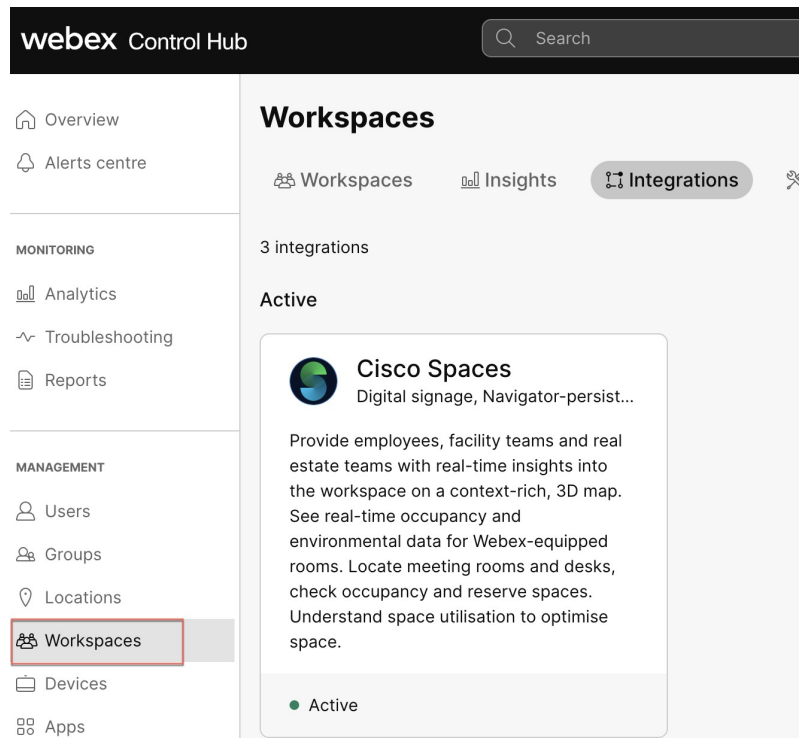 webex Control Hub
Search
Overview
Alerts centre
MONITORING
Analytics
Troubleshooting
Reports
MANAGEMENT
Users
Groups
Locations
Workspaces
Devices
Apps
Workspaces
Workspaces
Insights
Integrations
3 integrations
Active
Cisco Spaces
Digital signage, Navigator-persist...
Provide employees, facility teams and real
estate teams with real-time insights into
the workspace on a context-rich, 3D map.
See real-time occupancy and
environmental data for Webex-equipped
rooms. Locate meeting rooms and desks,
check occupancy and reserve spaces.
Understand space utilisation to optimise
space.
Active